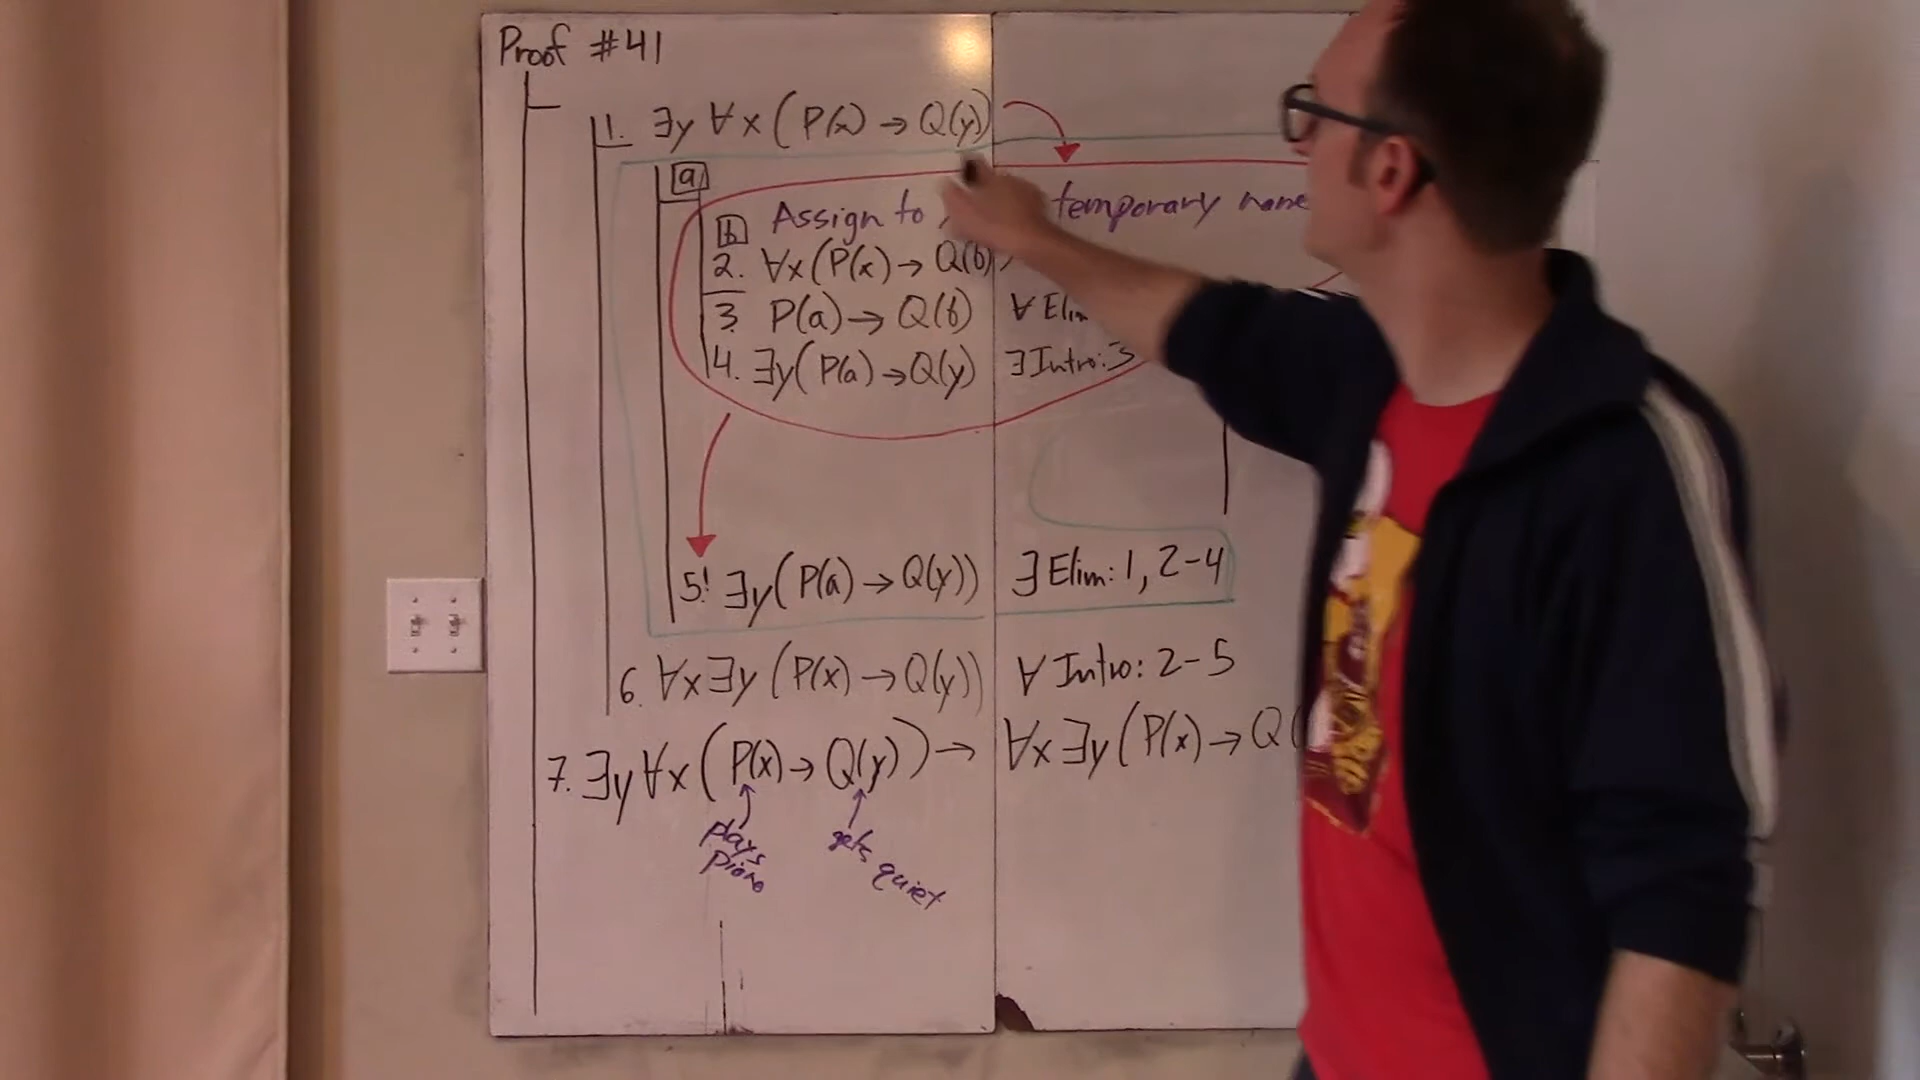 Proof #41
1. ∃y ∀x (P(x) → Q(y)
a
b Assign to temporary name
2. ∀x(P(x) → Q(b)
3. P(a) → Q(b) ∀ Elim
4. ∃y(P(a) → Q(y) ∃ Intro: 3
5. ∃y(P(a) → Q(y)) ∃ Elim: 1, 2-4
6. ∀x∃y (P(x) → Q(y)) ∀ Intro: 2-5
7. ∃y ∀x (P(x) → Q(y)) → ∀x ∃y (P(x) → Q(
plays gets quiet
piano